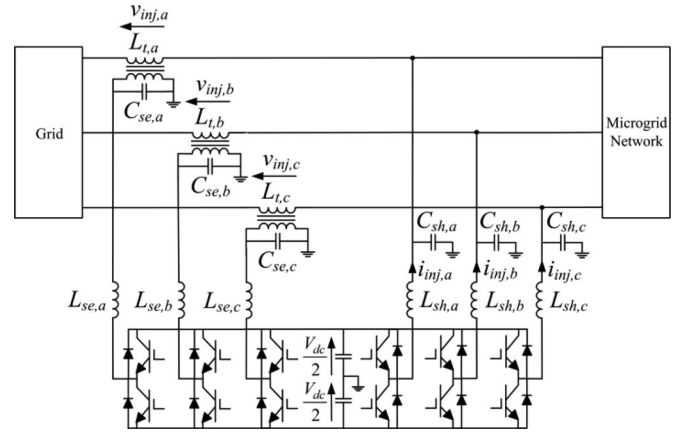 v_inj,a
L_t,a
v_inj,b
C_se,a
L_t,b
Grid
Microgrid
Network
v_inj,c
C_se,b
L_t,c
C_sh,a C_sh,b C_sh,c
C_se,c
i_inj,a i_inj,b i_inj,c
L_se,a L_se,b L_se,c L_sh,a L_sh,b L_sh,c
V_dc/2
V_dc/2